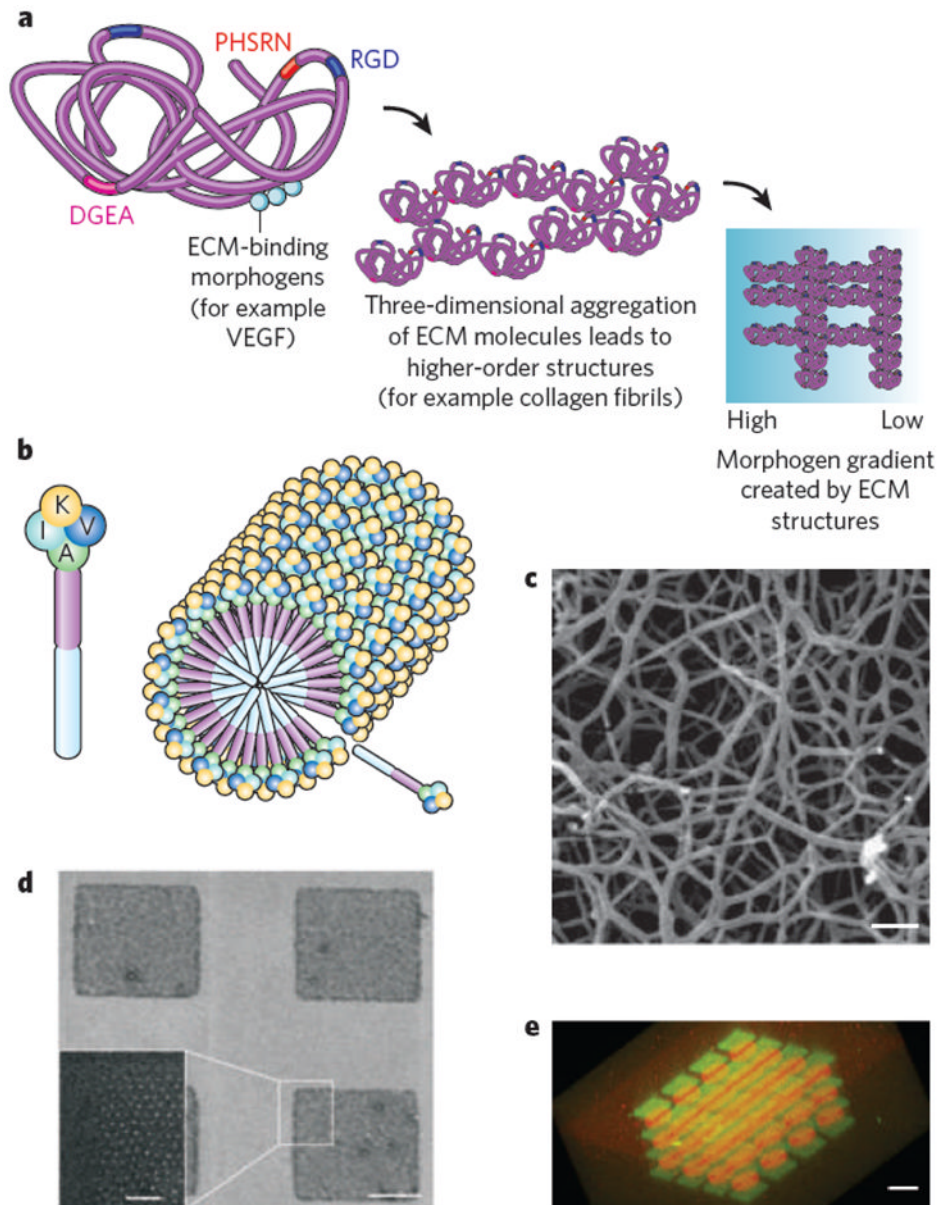 a
PHSRN
RGD
DGEA
ECM-binding
morphogens
(for example
VEGF)
Three-dimensional aggregation
of ECM molecules leads to
higher-order structures
(for example collagen fibrils)
High
Low
Morphogen gradient
created by ECM
structures
b
K
I V
A
c
d
e